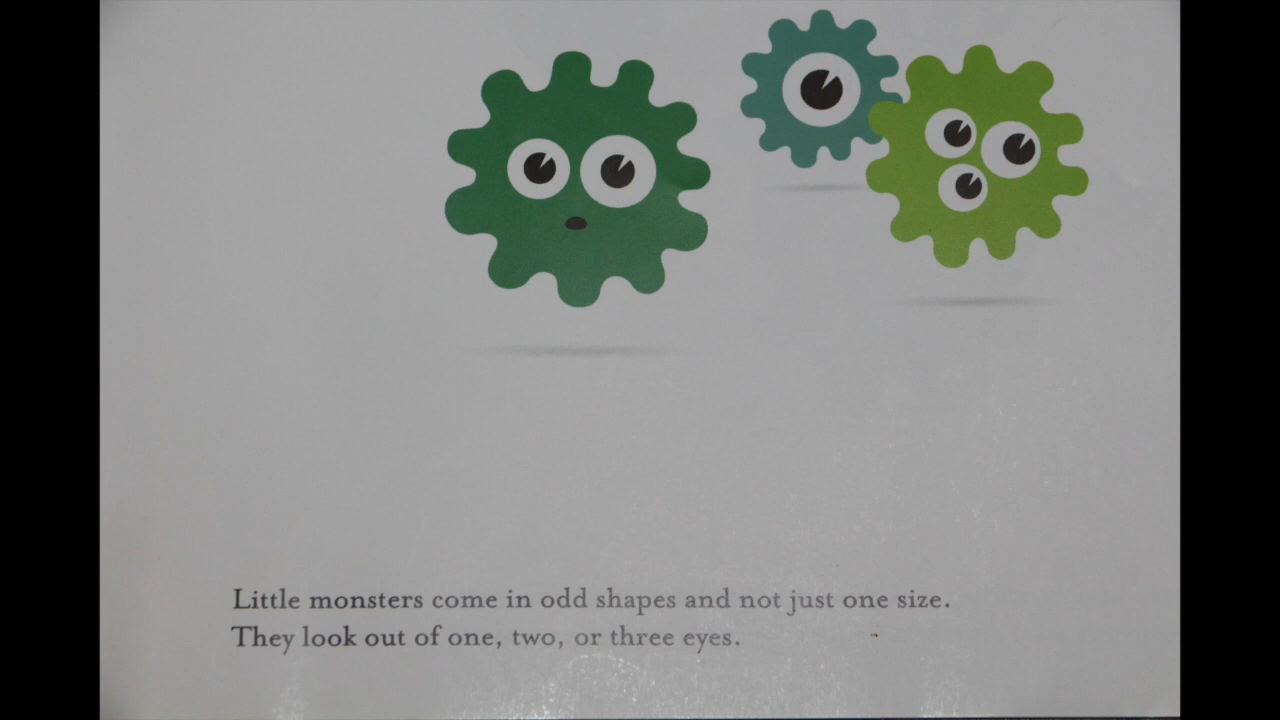 Little monsters come in odd shapes and not just one size.
They look out of one, two, or three eyes.